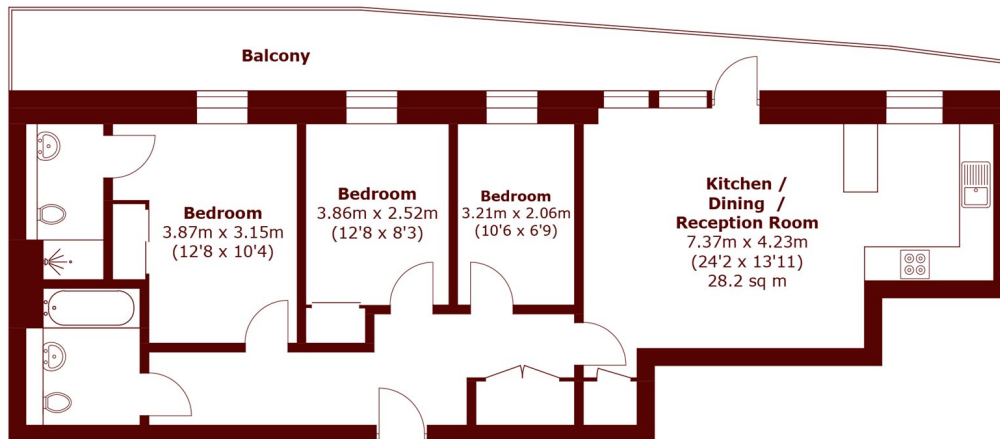 Balcony
Bedroom
3.87m x 3.15m
(12'8 x 10'4)
Bedroom
3.86m x 2.52m
(12'8 x 8'3)
Bedroom
3.21m x 2.06m
(10'6 x 6'9)
Kitchen /
Dining /
Reception Room
7.37m x 4.23m
(24'2 x 13'11)
28.2 sq m